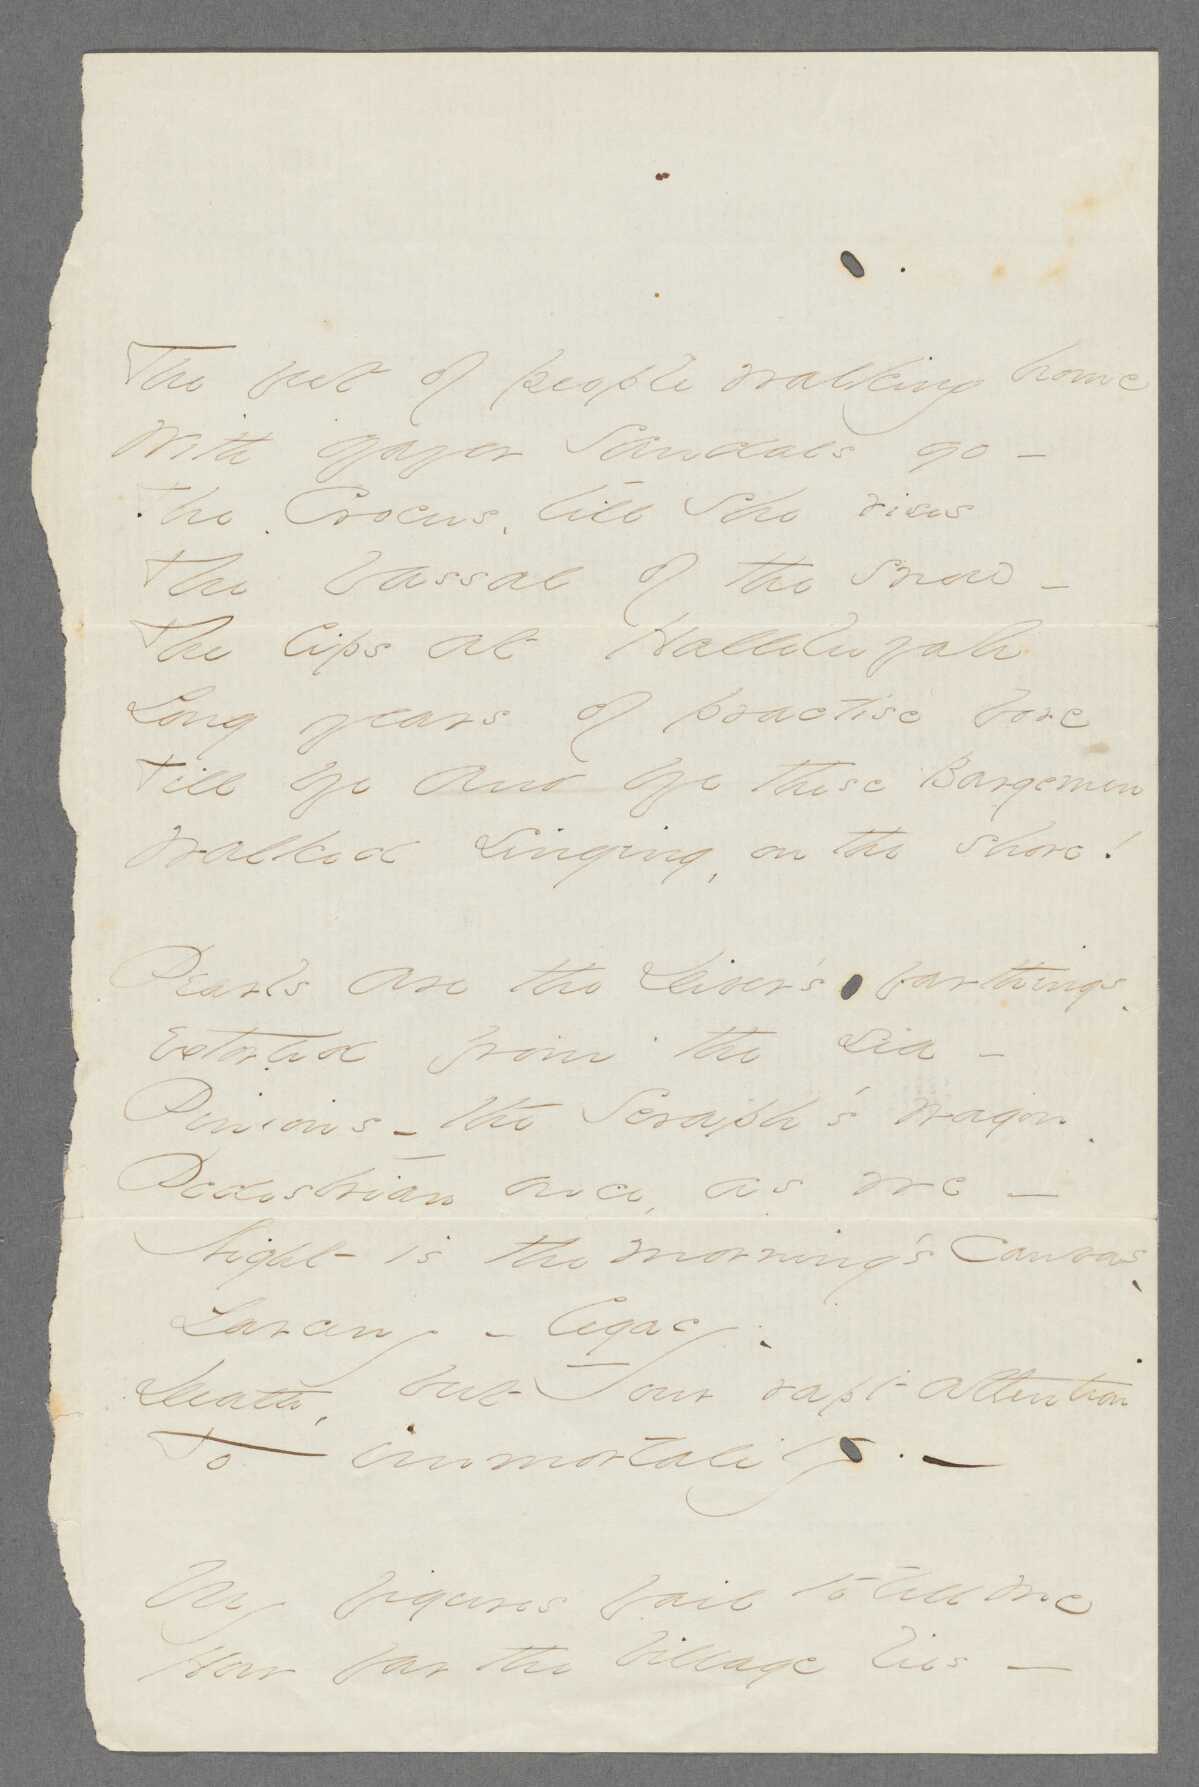 The feet of people walking home
With gayer Sandals go –
The Crocus, till she rises
The Vassal of the Snow –
The lips at Hallelujah
Long years of practise bore
Till bye and bye these Bargemen
Walked Singing, on the shore!
Pearls are the Diver's farthings,
Extorted from the Sea –
Pinions – the Seraph's wagon,
Pedestrian once, as we –
Night is the morning's Canvas,
Larceny – legacy,
Death, but our rapt attention
To immortality. –
My figures fail to tell me
How far the Village lies –